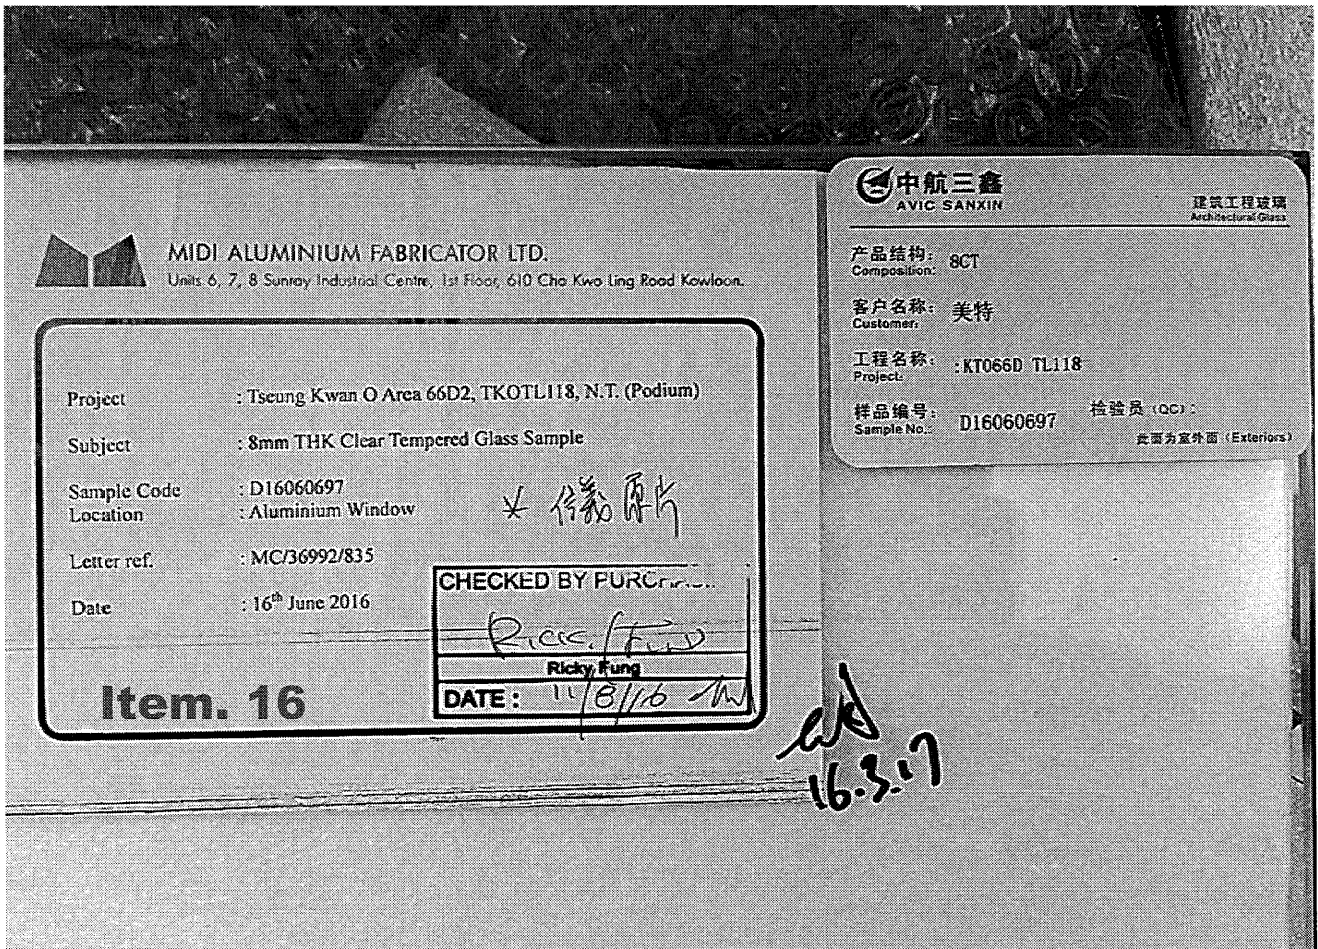 MIDI ALUMINIUM FABRICATOR LTD.
Units 6, 7, 8 Sunray Industrial Centre, 1st Floor, 610 Cha Kwo Ling Road Kowloon.
Project : Tseung Kwan O Area 66D2, TKOTL118, N.T. (Podium)
Subject : 8mm THK Clear Tempered Glass Sample
Sample Code : D16060697
Location : Aluminium Window
Letter ref. : MC/36992/835
Date : 16th June 2016
原片
CHECKED BY
Ricky Fung
DATE : 11/8/16
Item. 16
16.3.17
中航三鑫
AVIC SANXIN
建筑工程玻璃
Architectural Glass
产品结构: 8CT
Composition:
客户名称: 美特
Customer:
工程名称: :KT066D TL118
Project:
样品编号: D16060697 检验员 (QC) :
Sample No.:
此面为室外面 (Exteriors)